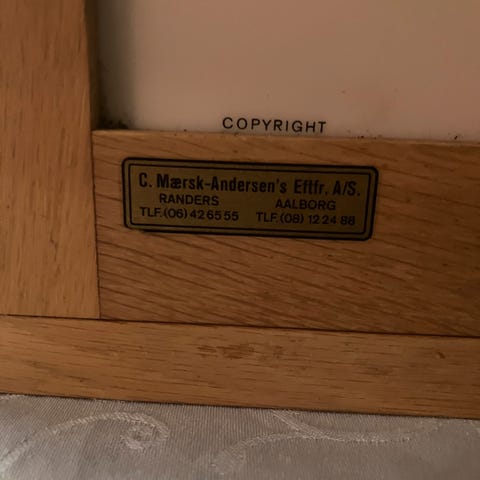 COPYRIGHT
C. Mærsk-Andersen's Eftfr. A/S.
RANDERS AALBORG
TLF.(06) 42 65 55 TLF.(08) 12 24 88